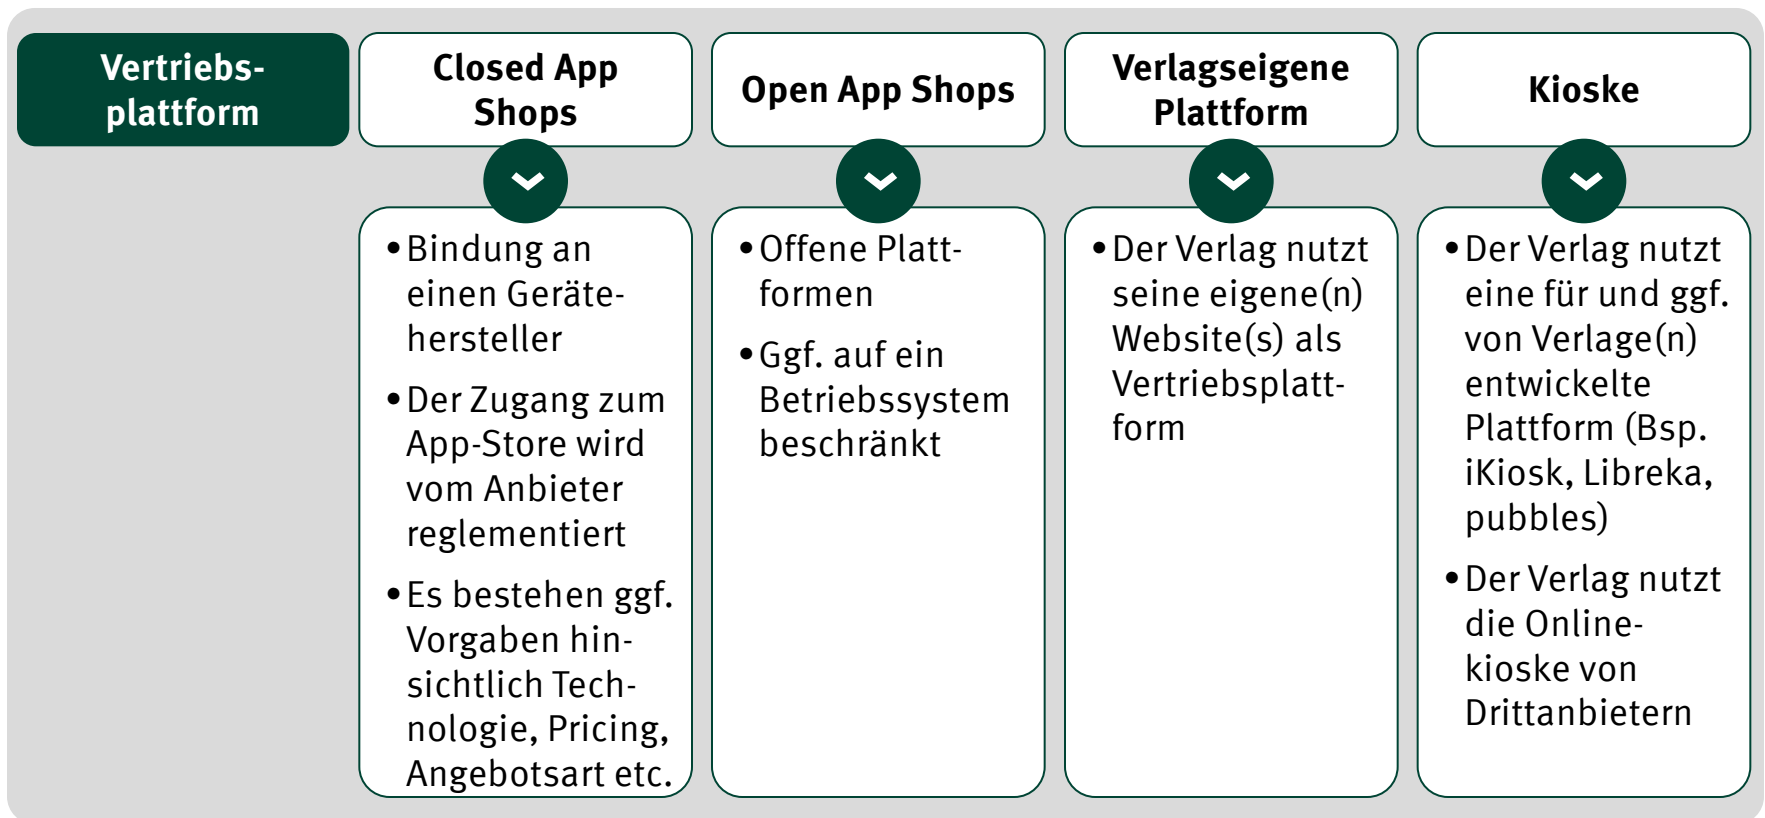 Vertriebs-
plattform
Closed App
Shops
Open App Shops
Verlagseigene
Plattform
Kioske
•Bindung an
einen Geräte-
hersteller
•Der Zugang zum
App-Store wird
vom Anbieter
reglementiert
•Es bestehen ggf.
Vorgaben hin-
sichtlich Tech-
nologie, Pricing,
Angebotsart etc.
•Offene Platt-
formen
•Ggf. auf ein
Betriebssystem
beschränkt
•Der Verlag nutzt
seine eigene(n)
Website(s) als
Vertriebsplatt-
form
•Der Verlag nutzt
eine für und ggf.
von Verlage(n)
entwickelte
Plattform (Bsp.
iKiosk, Libreka,
pubbles)
•Der Verlag nutzt
die Online-
kioske von
Drittanbietern